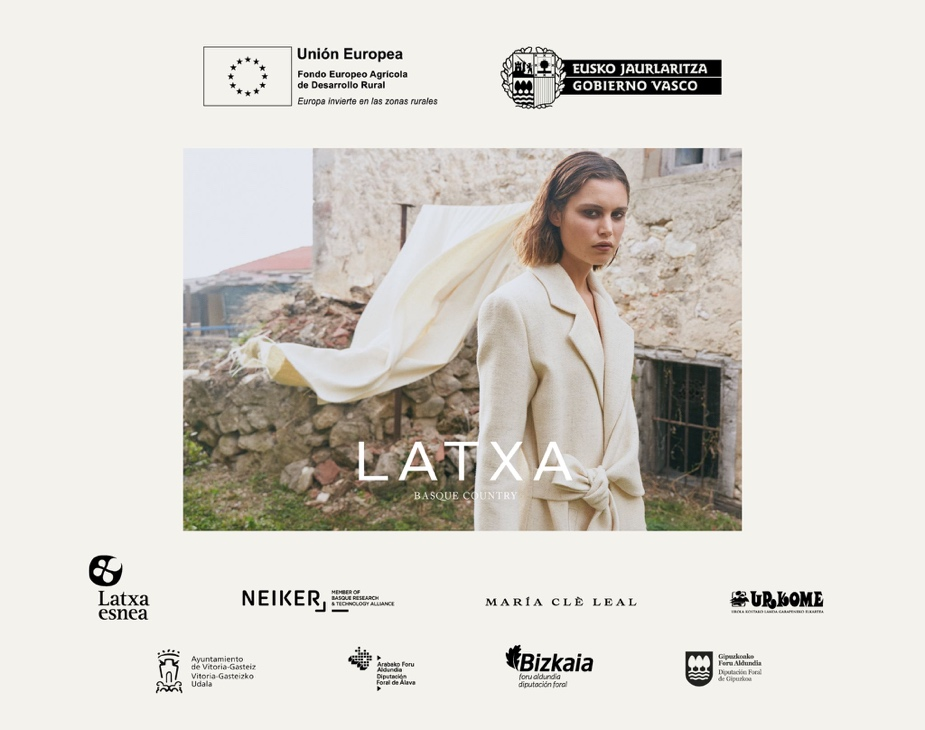 Unión Europea
Fondo Europeo Agrícola
de Desarrollo Rural
Europa invierte en las zonas rurales
EUSKO JAURLARITZA
GOBIERNO VASCO
LATXA
BASQUE COUNTRY
Latxa
esnea
NEIKER
MEMBER OF
BASQUE RESEARCH
& TECHNOLOGY ALLIANCE
MARÍA CLÈ LEAL
URKOME
Ayuntamiento
de Vitoria-Gasteiz
Vitoria-Gasteizko
Udala
Arabako Foru
Aldundia
Diputación
Foral de Álava
Bizkaia
foru aldundia
diputación foral
Gipuzkoako
Foru Aldundia
Diputación Foral
de Gipuzkoa